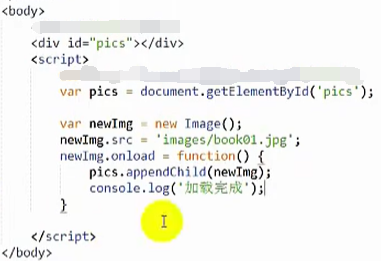 <body>
<div id="pics"></div>
<script>
var pics = document.getElementById('pics');
var newImg = new Image();
newImg.src = 'images/book01.jpg';
newImg.onload = function() {
pics.appendChild(newImg);
console.log('加载完成');
}
</script>
</body>